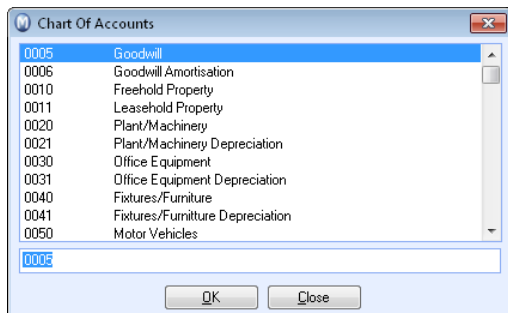 Chart Of Accounts
0005 Goodwill
0006 Goodwill Amortisation
0010 Freehold Property
0011 Leasehold Property
0020 Plant/Machinery
0021 Plant/Machinery Depreciation
0030 Office Equipment
0031 Office Equipment Depreciation
0040 Fixtures/Furniture
0041 Fixtures/Furnitture Depreciation
0050 Motor Vehicles
0005
OK Close